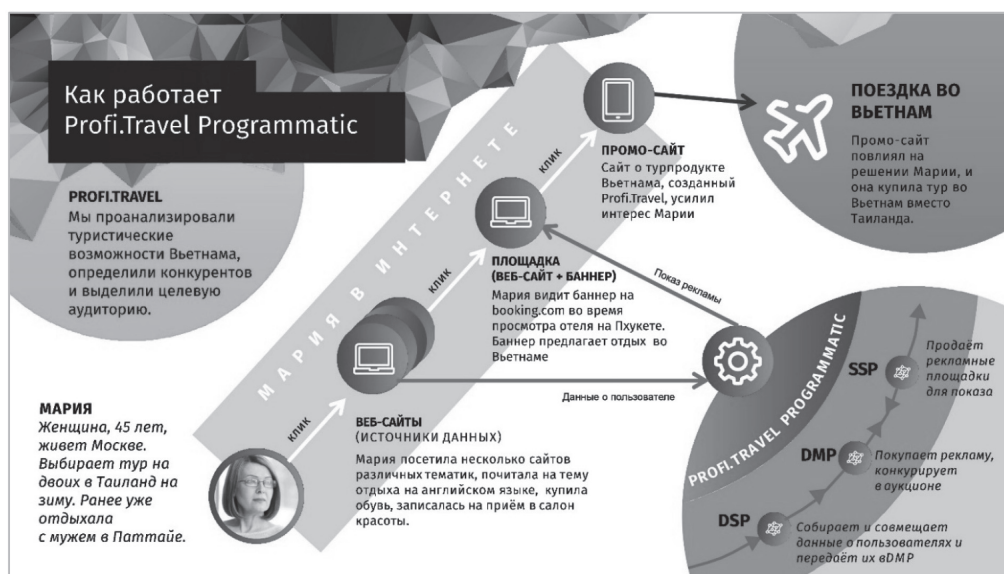 Как работает
Profi.Travel Programmatic
PROFI.TRAVEL
Мы проанализировали
туристические
возможности Вьетнама,
определили конкурентов
и выделили целевую
аудиторию.
МАРИЯ В ИНТЕРНЕТЕ
МАРИЯ
Женщина, 45 лет,
живет Москве.
Выбирает тур на
двоих в Таиланд на
зиму. Ранее уже
отдыхала
с мужем в Паттайе.
КЛИК
ВЕБ-САЙТЫ
(ИСТОЧНИКИ ДАННЫХ)
Мария посетила несколько сайтов
различных тематик, почитала на тему
отдыха на английском языке, купила
обувь, записалась на приём в салон
красоты.
КЛИК
ПЛОЩАДКА
(ВЕБ-САЙТ + БАННЕР)
Мария видит баннер на
booking.com во время
просмотра отеля на Пхукете.
Баннер предлагает отдых во
Вьетнаме
КЛИК
ПРОМО-САЙТ
Сайт о турпродукте
Вьетнама, созданный
Profi.Travel, усилил
интерес Марии
ПОЕЗДКА ВО
ВЬЕТНАМ
Промо-сайт
повлиял на
решении Марии, и
она купила тур во
Вьетнам вместо
Таиланда.
Показ рекламы
Данные о пользователе
PROFI.TRAVEL PROGRAMMATIC
SSP
Продаёт
рекламные
площадки
для показа
DMP
Покупает рекламу,
конкурирует
в аукционе
DSP
Собирает и совмещает
данные о пользователях и
передаёт их вDMP